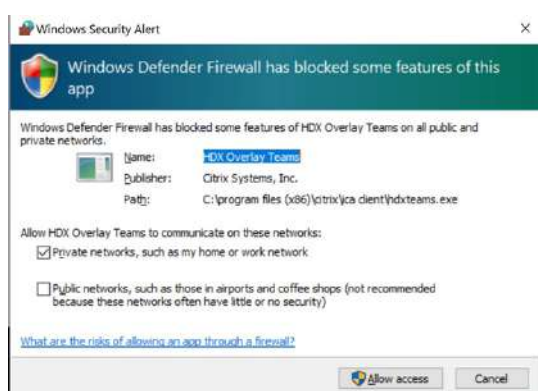 Windows Security Alert
Windows Defender Firewall has blocked some features of this
app
Windows Defender Firewall has blocked some features of HDX Overlay Teams on all public and
private networks.
Name: HDX Overlay Teams
Publisher: Citrix Systems, Inc.
Path: C:\program files (x86)\citrix\ica client\hdxteams.exe
Allow HDX Overlay Teams to communicate on these networks:
Private networks, such as my home or work network
Public networks, such as those in airports and coffee shops (not recommended
because these networks often have little or no security)
What are the risks of allowing an app through a firewall?
Allow access Cancel